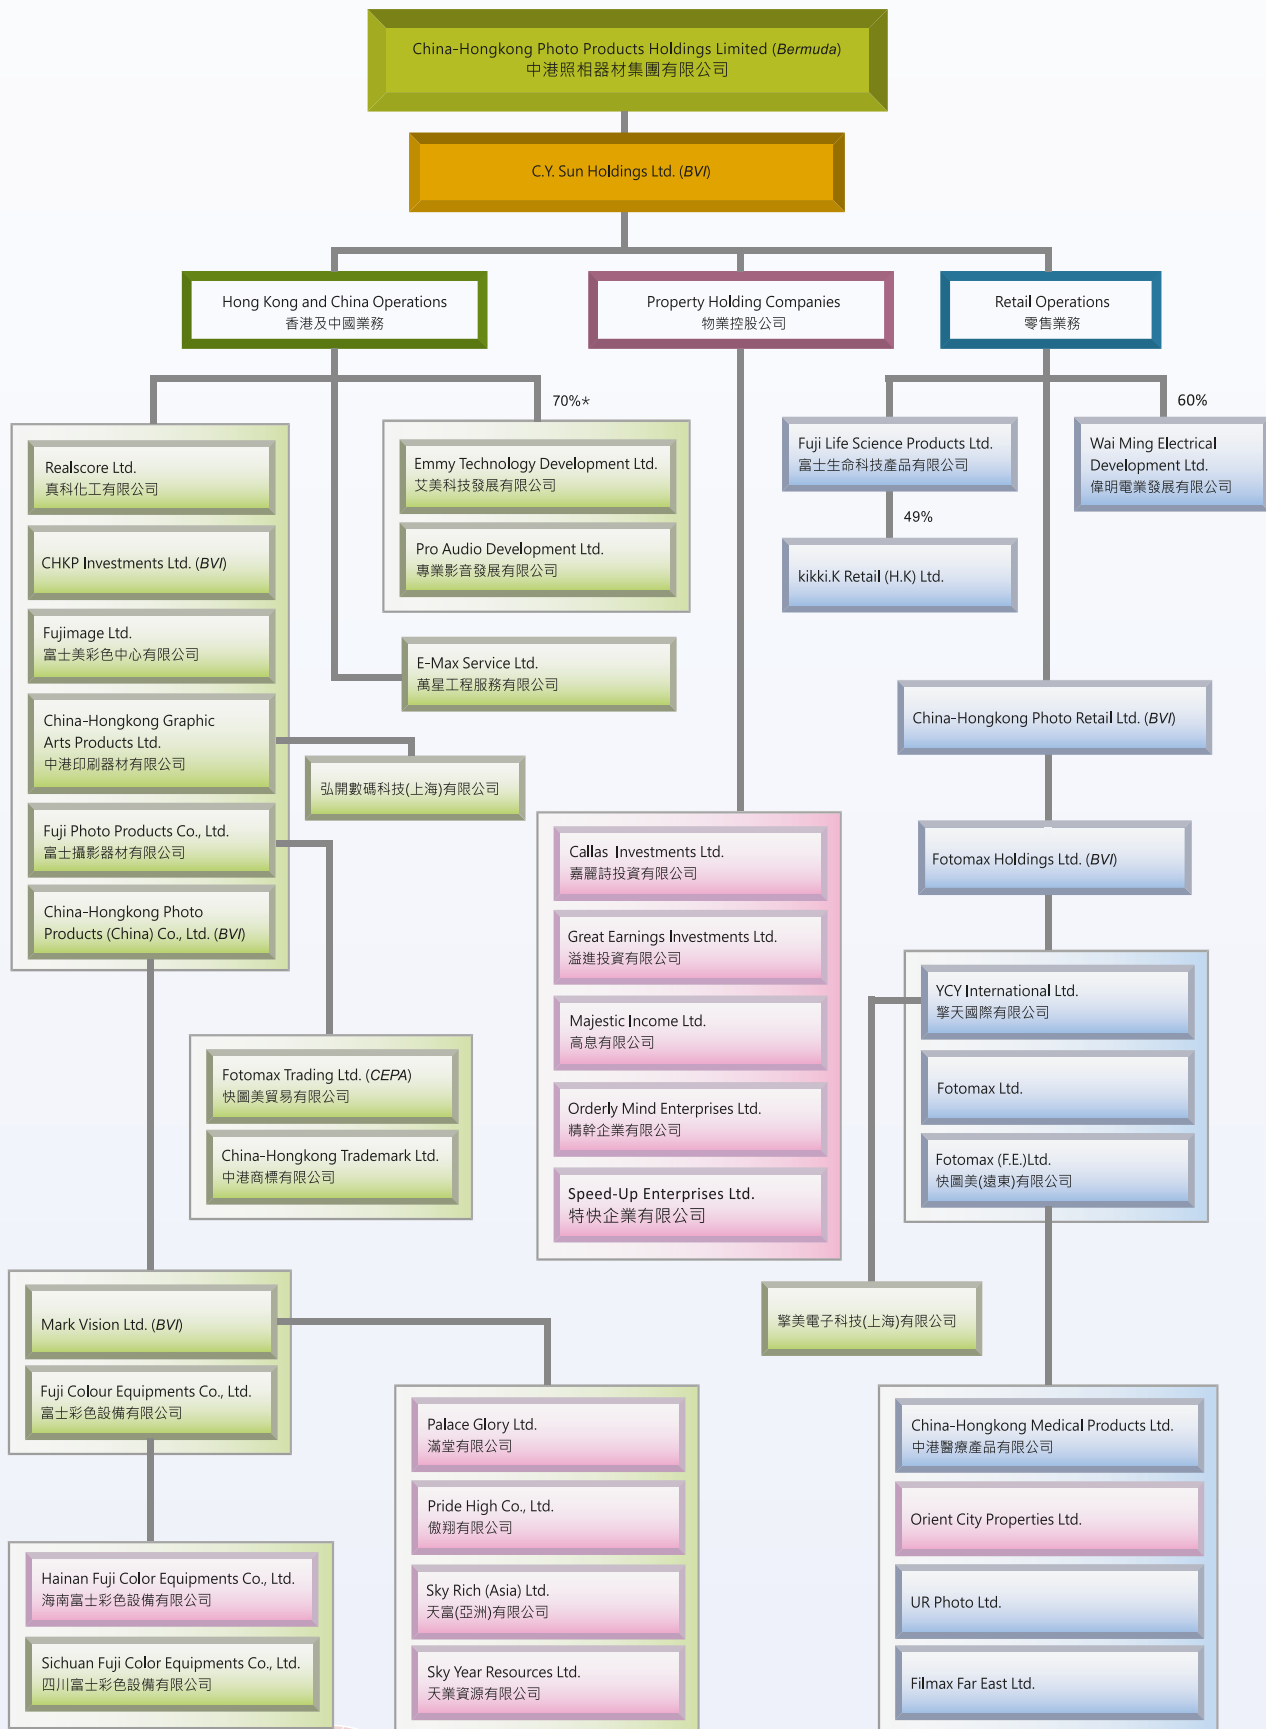 China-Hongkong Photo Products Holdings Limited (Bermuda)
中港照相器材集團有限公司
C.Y. Sun Holdings Ltd. (BVI)
Hong Kong and China Operations
香港及中國業務
Property Holding Companies
物業控股公司
Retail Operations
零售業務
70%*
60%
Realscore Ltd.
真科化工有限公司
CHKP Investments Ltd. (BVI)
Fujimage Ltd.
富士美彩色中心有限公司
China-Hongkong Graphic
Arts Products Ltd.
中港印刷器材有限公司
Fuji Photo Products Co., Ltd.
富士攝影器材有限公司
China-Hongkong Photo
Products (China) Co., Ltd. (BVI)
Emmy Technology Development Ltd.
艾美科技發展有限公司
Pro Audio Development Ltd.
專業影音發展有限公司
E-Max Service Ltd.
萬星工程服務有限公司
弘開數碼科技(上海)有限公司
Fotomax Trading Ltd. (CEPA)
快圖美貿易有限公司
China-Hongkong Trademark Ltd.
中港商標有限公司
Mark Vision Ltd. (BVI)
Fuji Colour Equipments Co., Ltd.
富士彩色設備有限公司
Hainan Fuji Color Equipments Co., Ltd.
海南富士彩色設備有限公司
Sichuan Fuji Color Equipments Co., Ltd.
四川富士彩色設備有限公司
Palace Glory Ltd.
滿堂有限公司
Pride High Co., Ltd.
傲翔有限公司
Sky Rich (Asia) Ltd.
天富(亞洲)有限公司
Sky Year Resources Ltd.
天業資源有限公司
Callas Investments Ltd.
嘉麗詩投資有限公司
Great Earnings Investments Ltd.
溢進投資有限公司
Majestic Income Ltd.
高息有限公司
Orderly Mind Enterprises Ltd.
精幹企業有限公司
Speed-Up Enterprises Ltd.
特快企業有限公司
Fuji Life Science Products Ltd.
富士生命科技產品有限公司
49%
kikki.K Retail (H.K) Ltd.
Wai Ming Electrical
Development Ltd.
偉明電業發展有限公司
China-Hongkong Photo Retail Ltd. (BVI)
Fotomax Holdings Ltd. (BVI)
YCY International Ltd.
擎天國際有限公司
Fotomax Ltd.
Fotomax (F.E.)Ltd.
快圖美(遠東)有限公司
擎美電子科技(上海)有限公司
China-Hongkong Medical Products Ltd.
中港醫療產品有限公司
Orient City Properties Ltd.
UR Photo Ltd.
Filmax Far East Ltd.